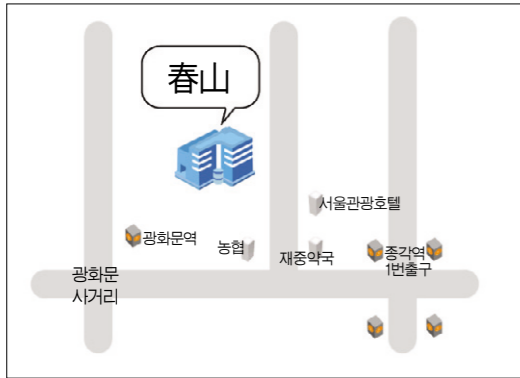 春山
서울관광호텔
광화문역
농협
재중약국
종각역
1번출구
광화문
사거리